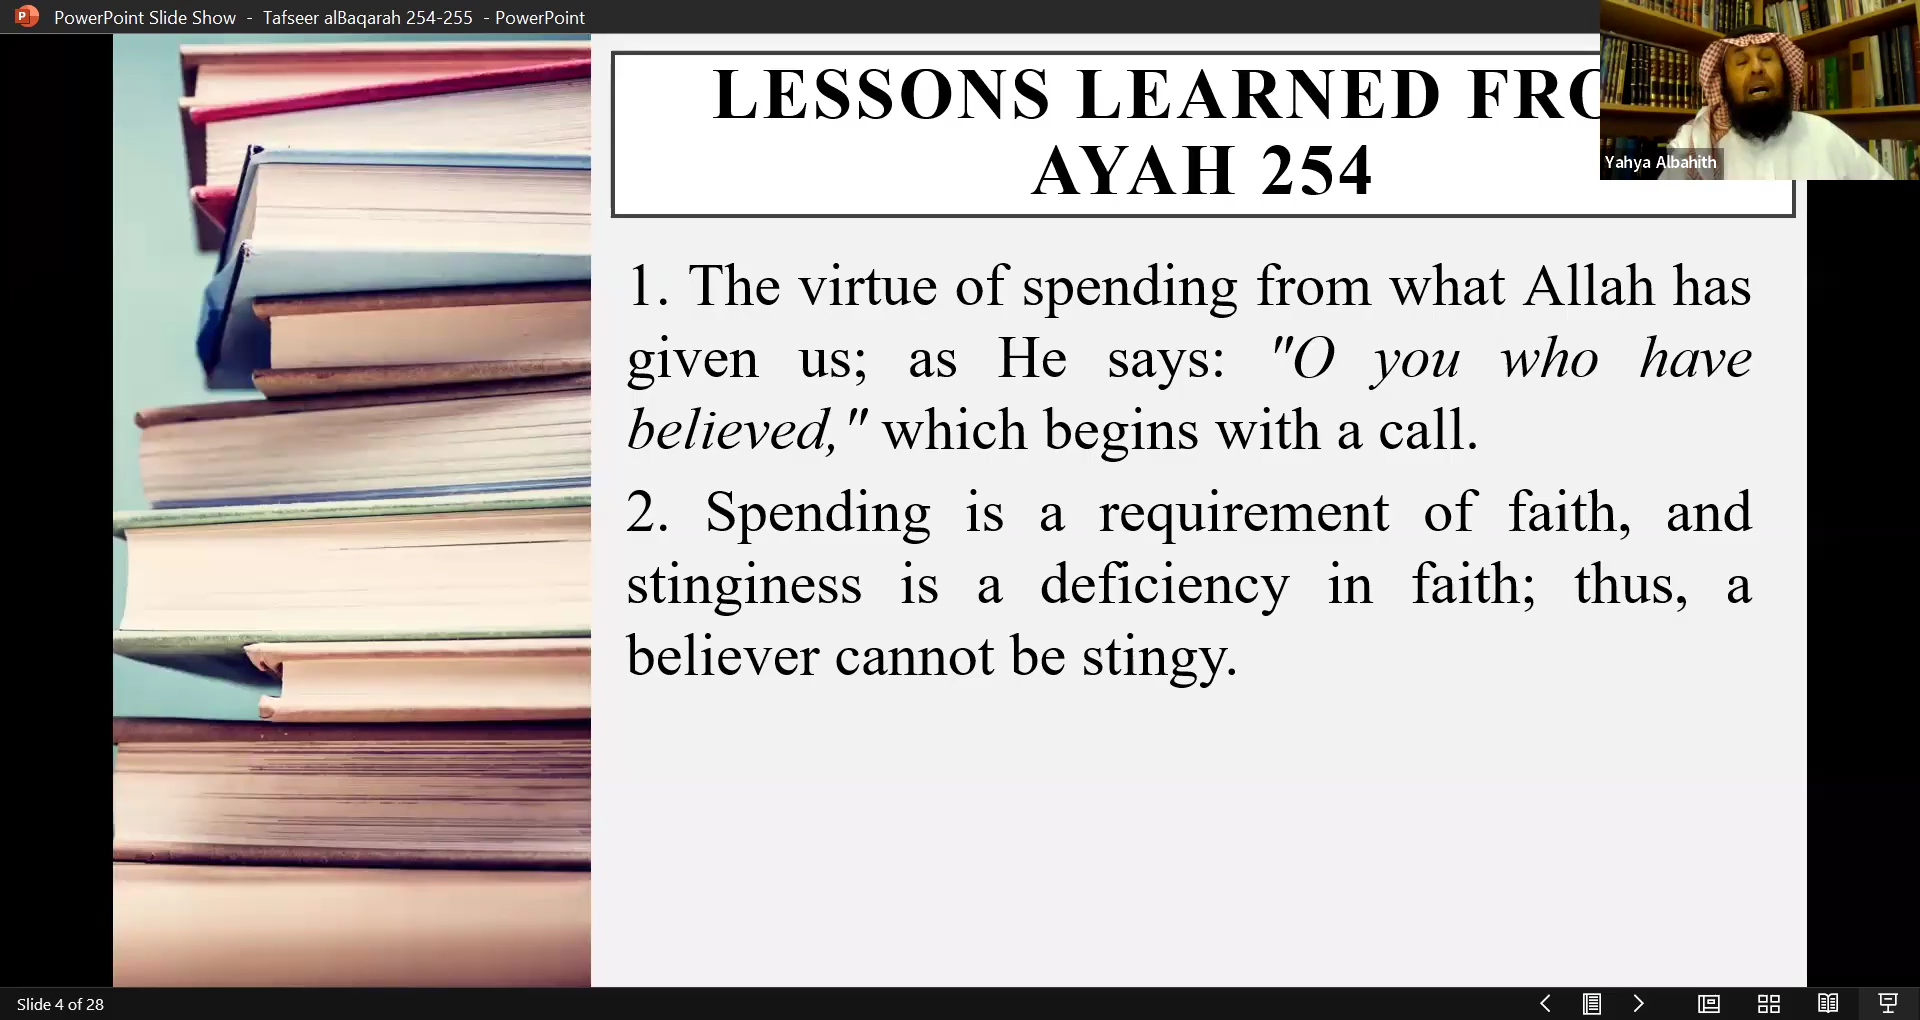 PowerPoint Slide Show - Tafseer alBaqarah 254-255 - PowerPoint
LESSONS LEARNED FRO
AYAH 254
Yahya Albahith
1. The virtue of spending from what Allah has
given us; as He says: "O you who have
believed," which begins with a call.
2. Spending is a requirement of faith, and
stinginess is a deficiency in faith; thus, a
believer cannot be stingy.
Slide 4 of 28